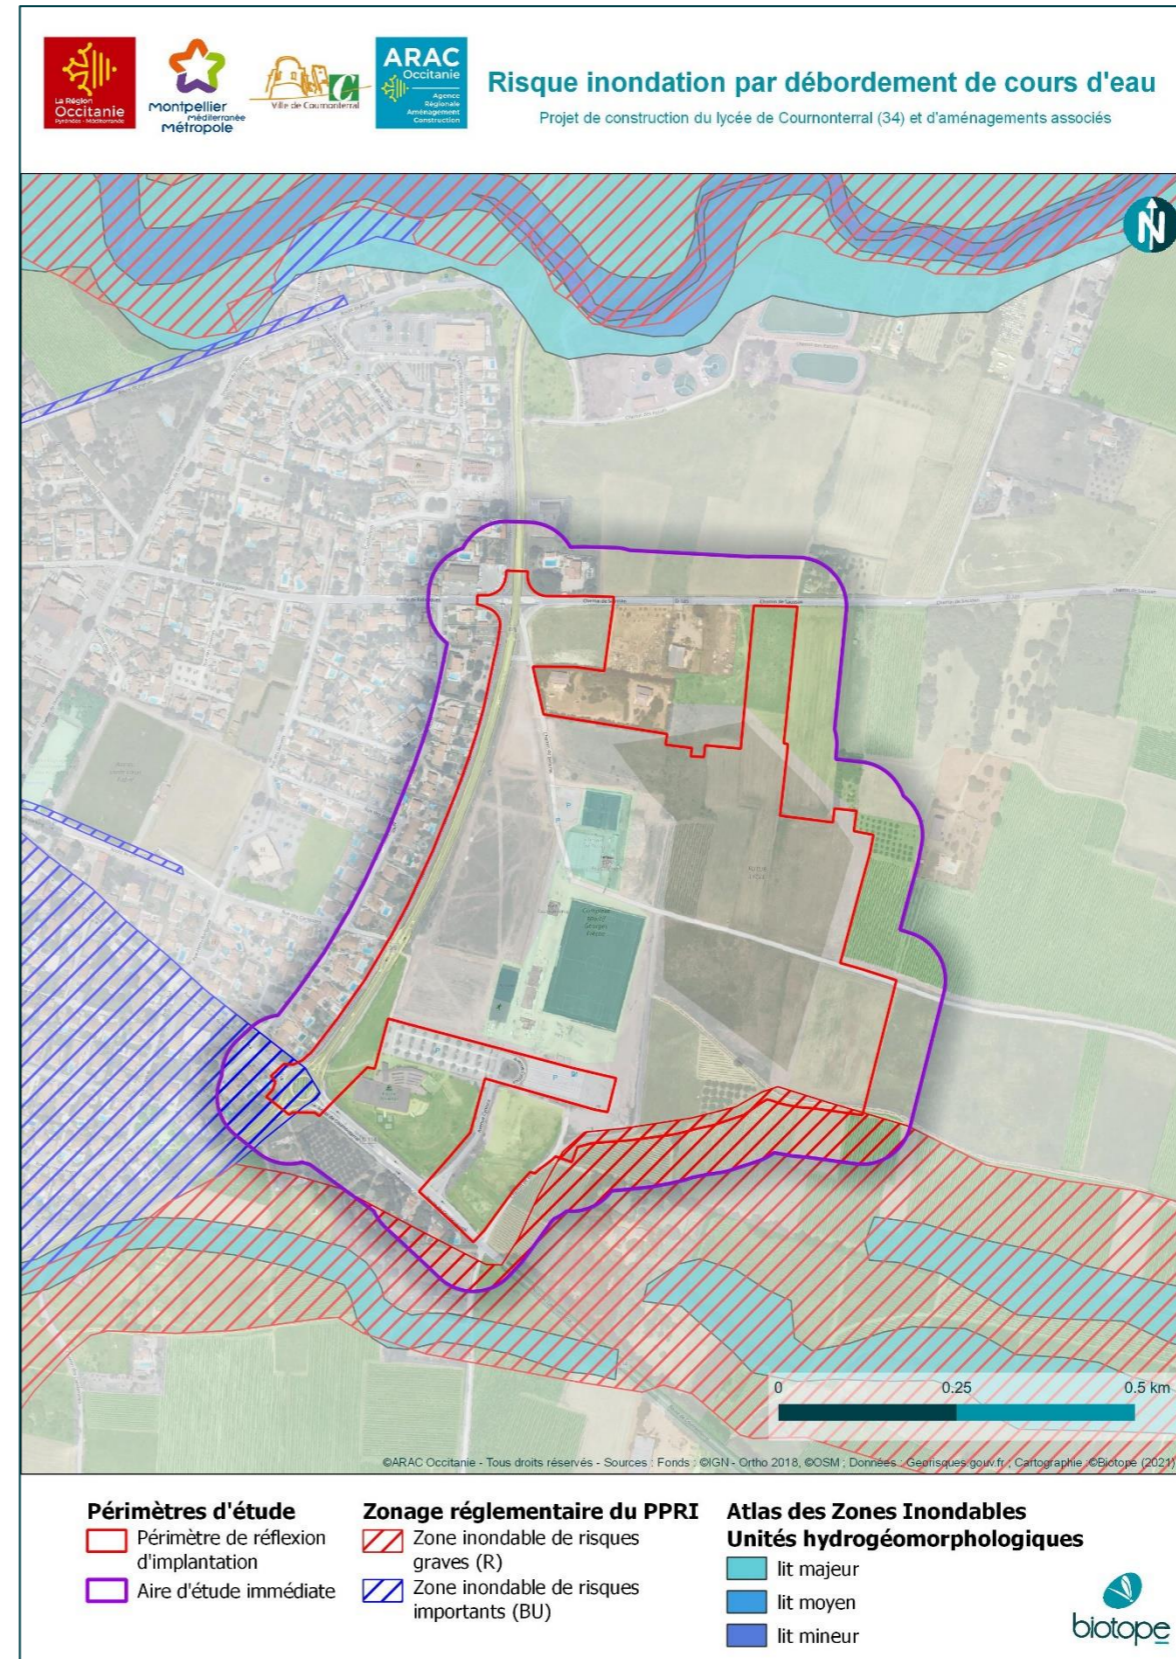 La Région
Occitanie
Pyrénées - Méditerranée
montpellier
méditerranée
métropole
Ville de Cournonterral
ARAC
Occitanie
Agence
Régionale
Aménagement
Construction
Risque inondation par débordement de cours d'eau
Projet de construction du lycée de Cournonterral (34) et d'aménagements associés
N
0
0.25
0.5 km
©ARAC Occitanie - Tous droits réservés - Sources : Fonds : ©IGN - Ortho 2018, ©OSM ; Données : Georisques.gouv.fr ; Cartographie : ©Biotope (2021)
Périmètres d'étude
Périmètre de réflexion
d'implantation
Aire d'étude immédiate
Zonage réglementaire du PPRI
Zone inondable de risques
graves (R)
Zone inondable de risques
importants (BU)
Atlas des Zones Inondables
Unités hydrogéomorphologiques
lit majeur
lit moyen
lit mineur
biotope